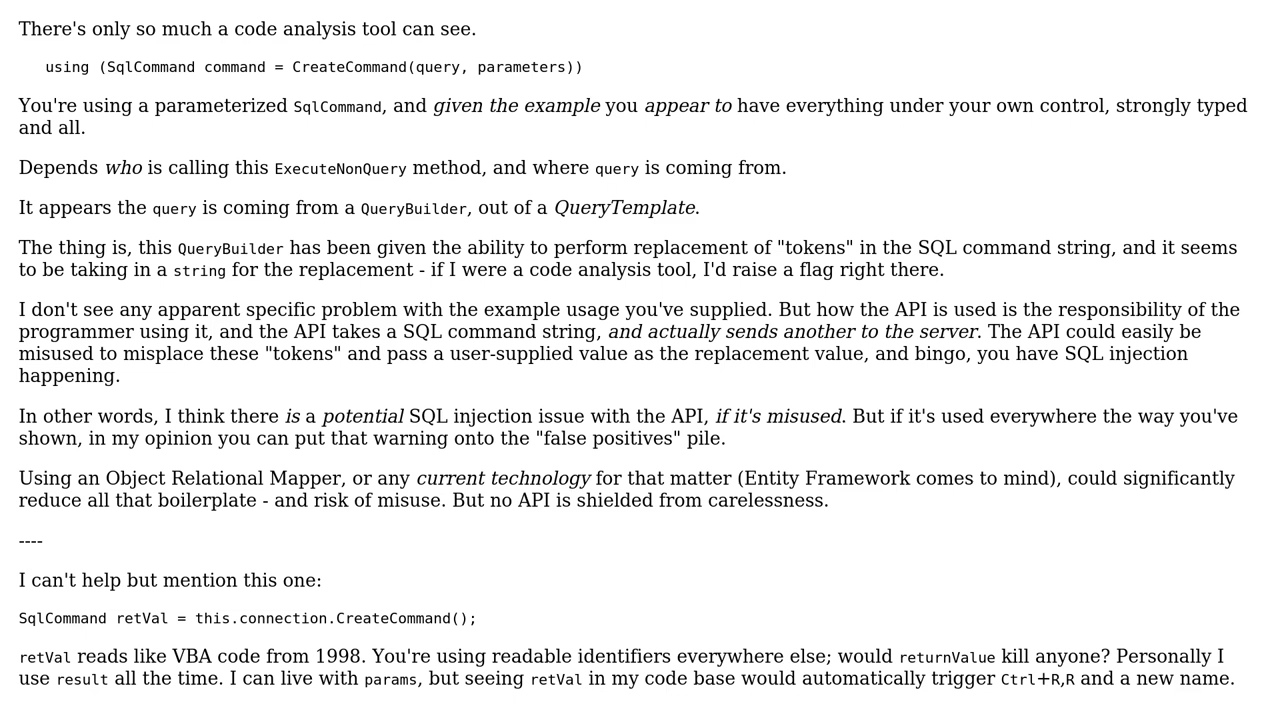 There's only so much a code analysis tool can see.
using (SqlCommand command = CreateCommand(query, parameters))
You're using a parameterized SqlCommand, and given the example you appear to have everything under your own control, strongly typed
and all.
Depends who is calling this ExecuteNonQuery method, and where query is coming from.
It appears the query is coming from a QueryBuilder, out of a QueryTemplate.
The thing is, this QueryBuilder has been given the ability to perform replacement of "tokens" in the SQL command string, and it seems
to be taking in a string for the replacement - if I were a code analysis tool, I'd raise a flag right there.
I don't see any apparent specific problem with the example usage you've supplied. But how the API is used is the responsibility of the
programmer using it, and the API takes a SQL command string, and actually sends another to the server. The API could easily be
misused to misplace these "tokens" and pass a user-supplied value as the replacement value, and bingo, you have SQL injection
happening.
In other words, I think there is a potential SQL injection issue with the API, if it's misused. But if it's used everywhere the way you've
shown, in my opinion you can put that warning onto the "false positives" pile.
Using an Object Relational Mapper, or any current technology for that matter (Entity Framework comes to mind), could significantly
reduce all that boilerplate - and risk of misuse. But no API is shielded from carelessness.
----
I can't help but mention this one:
SqlCommand retVal = this.connection.CreateCommand();
retVal reads like VBA code from 1998. You're using readable identifiers everywhere else; would returnValue kill anyone? Personally I
use result all the time. I can live with params, but seeing retVal in my code base would automatically trigger Ctrl+R,R and a new name.